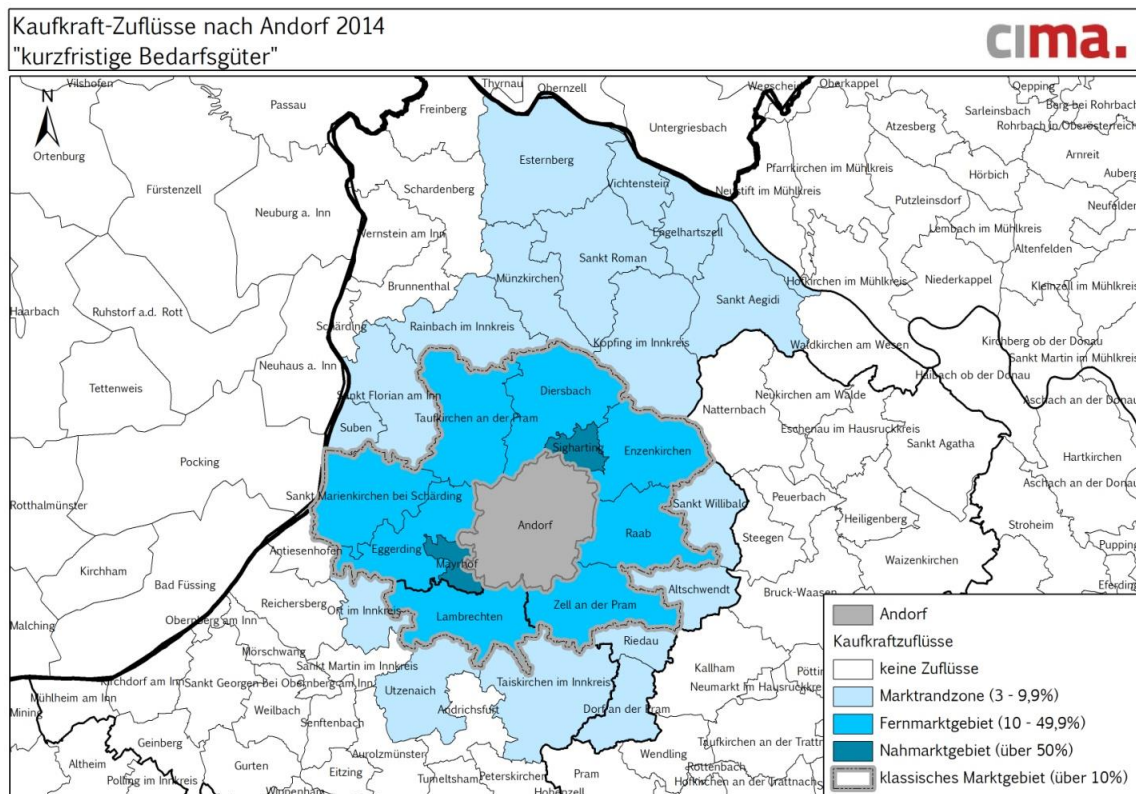 Kaufkraft-Zuflüsse nach Andorf 2014
"kurzfristige Bedarfsgüter"
cima.
Vilshofen
Passau
Freinberg
Thyrnau
Obernzell
Wegscheid
Oberkappel
Oepping
Berg bei Rohrbach
Sarleinsbach
Rohrbach in Oberösterreich
N
Ortenburg
Untergriesbach
Atzesberg
Arnreit
Esternberg
Pfarrkirchen im Mühlkreis
Hörbich
Auberg
Fürstenzell
Schardenberg
Vichtenstein
Neustift im Mühlkreis
Putzleinsdorf
Neufelden
Neuburg a. Inn
Wernstein am Inn
Engelhartszell
Lembach im Mühlkreis
Altenfelden
Sankt Roman
Münzkirchen
Brunnenthal
Hofkirchen im Mühlkreis
Niederkappel
Kleinzell im Mühlkreis
Haarbach
Ruhstorf a.d. Rott
Sankt Aegidi
Schärding
Rainbach im Innkreis
Kopfing im Innkreis
Waldkirchen am Wesen
Kirchberg ob der Donau
Sankt Martin im Mühlkreis
Neuhaus a. Inn
Haibach ob der Donau
Tettenweis
Diersbach
Neukirchen am Walde
Aschach an der Donau
Sankt Florian am Inn
Taufkirchen an der Pram
Natternbach
Suben
Eschenau im Hausruckkreis
Sankt Agatha
Sigharting
Enzenkirchen
Pocking
Hartkirchen
Aschach an der Donau
Rotthalmünster
Sankt Marienkirchen bei Schärding
Sankt Willibald
Peuerbach
Andorf
Raab
Heiligenberg
Stroheim
Steegen
Antiesenhofen
Eggerding
Mayrhof
Waizenkirchen
Pupping
Kirchham
Bad Füssing
Eferding
Reichersberg
Altschwendt
Bruck-Waasen
Malching
Obernberg am Inn
Ort im Innkreis
Lambrechten
Zell an der Pram
Mörschwang
Riedau
Sankt Martin im Innkreis
Kallham
Kirchdorf am Inn
Sankt Georgen bei Obernberg am Inn
Taiskirchen im Innkreis
Mühlheim am Inn
Utzenaich
Neumarkt im Hausruckkreis
Mining
Weilbach
Senftenbach
Andrichsfurt
Dorf an der Pram
Geinberg
Aurolzmünster
Wendling
Altheim
Gurten
Polling im Innkreis
Eitzing
Tumeltsham
Peterskirchen
Pram
Rottenbach
Hohenzell
Hofkirchen an der Trattnach
Andorf
Kaufkraftzuflüsse
keine Zuflüsse
Marktrandzone (3 - 9,9%)
Fernmarktgebiet (10 - 49,9%)
Nahmarktgebiet (über 50%)
klassisches Marktgebiet (über 10%)